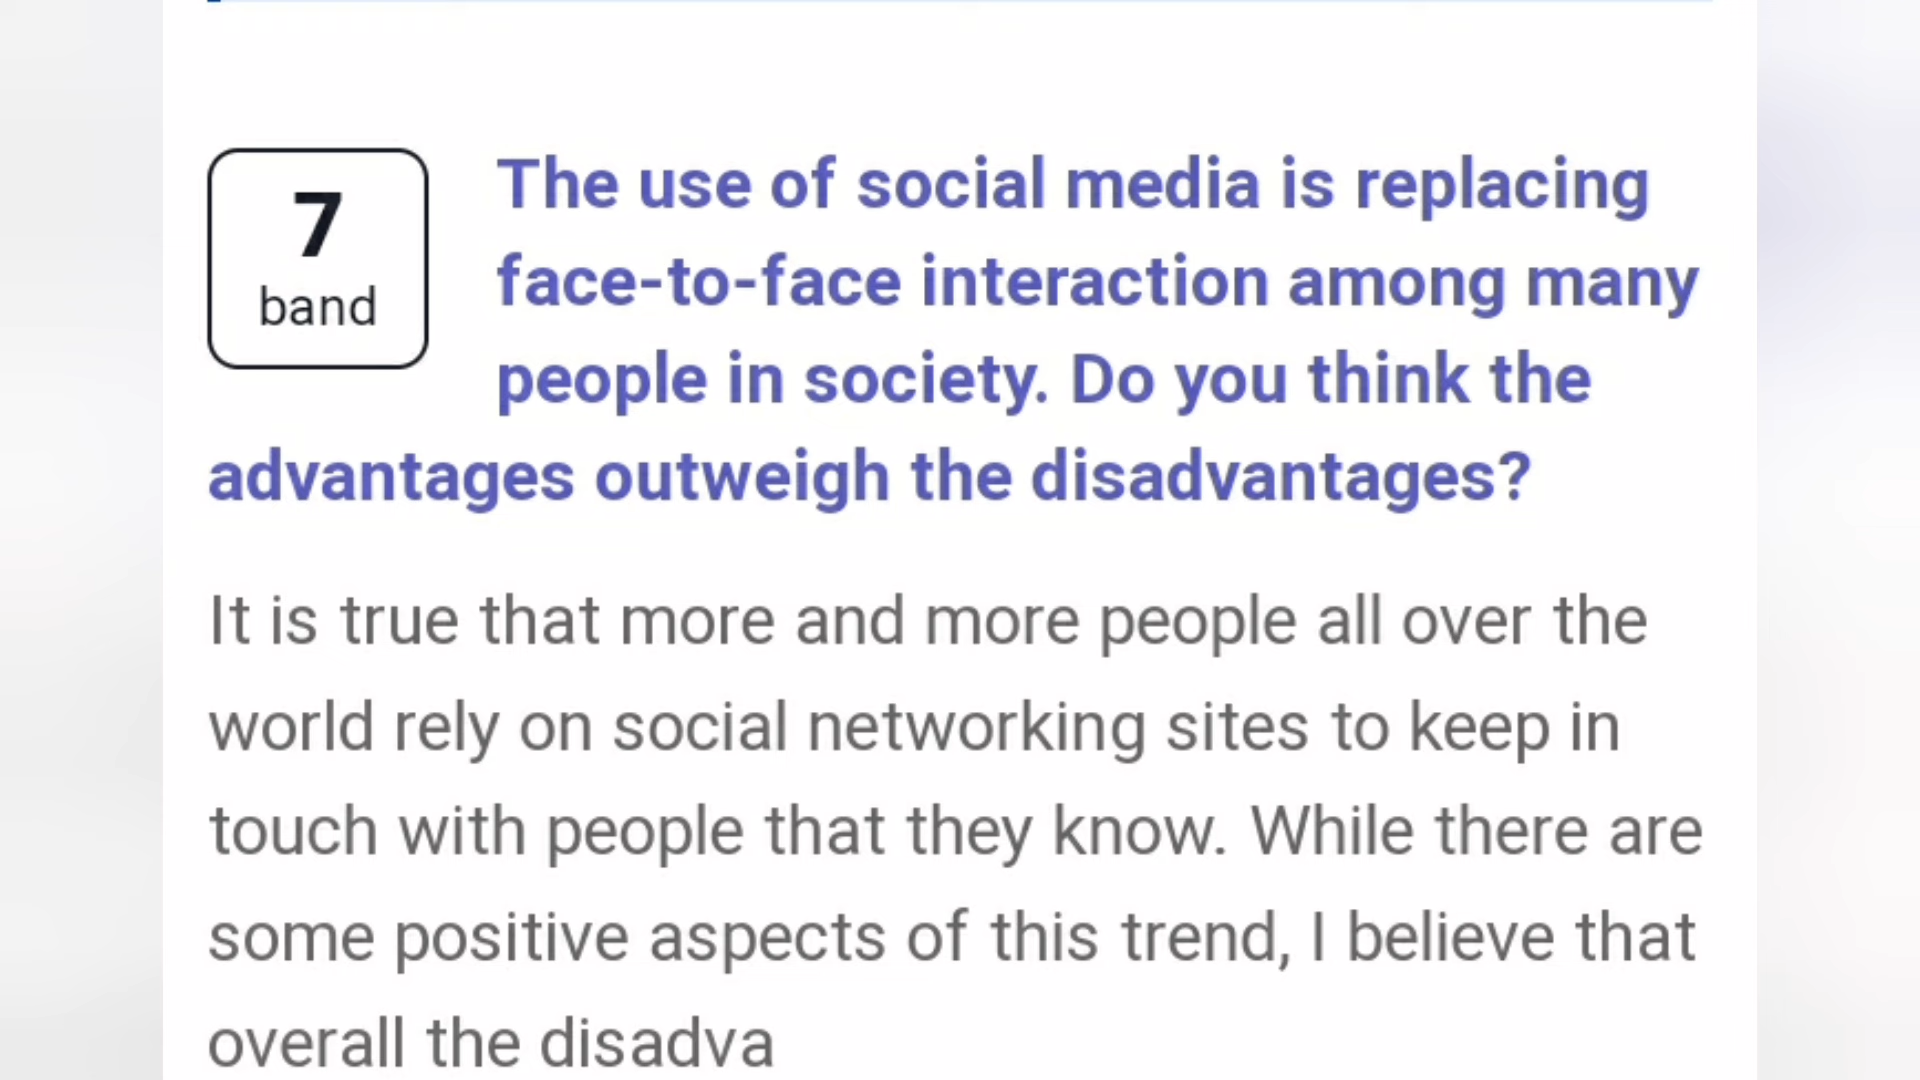 7
band
The use of social media is replacing
face-to-face interaction among many
people in society. Do you think the
advantages outweigh the disadvantages?
It is true that more and more people all over the
world rely on social networking sites to keep in
touch with people that they know. While there are
some positive aspects of this trend, I believe that
overall the disadva